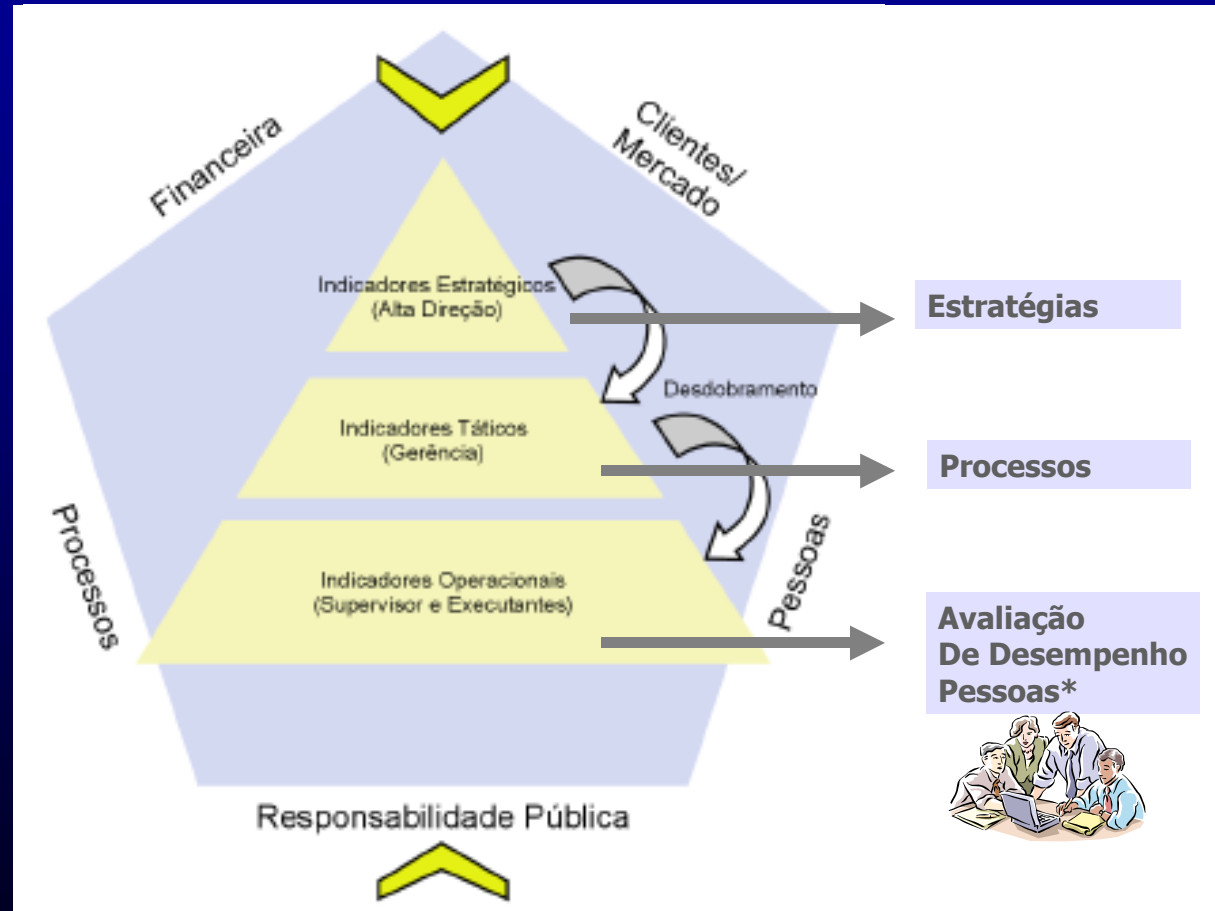 Financeira
Clientes/
Mercado
Indicadores Estratégicos
(Alta Direção)
Estratégias
Desdobramento
Indicadores Táticos
(Gerência)
Processos
Processos
Pessoas
Indicadores Operacionais
(Supervisor e Executantes)
Avaliação
De Desempenho
Pessoas*
Responsabilidade Pública